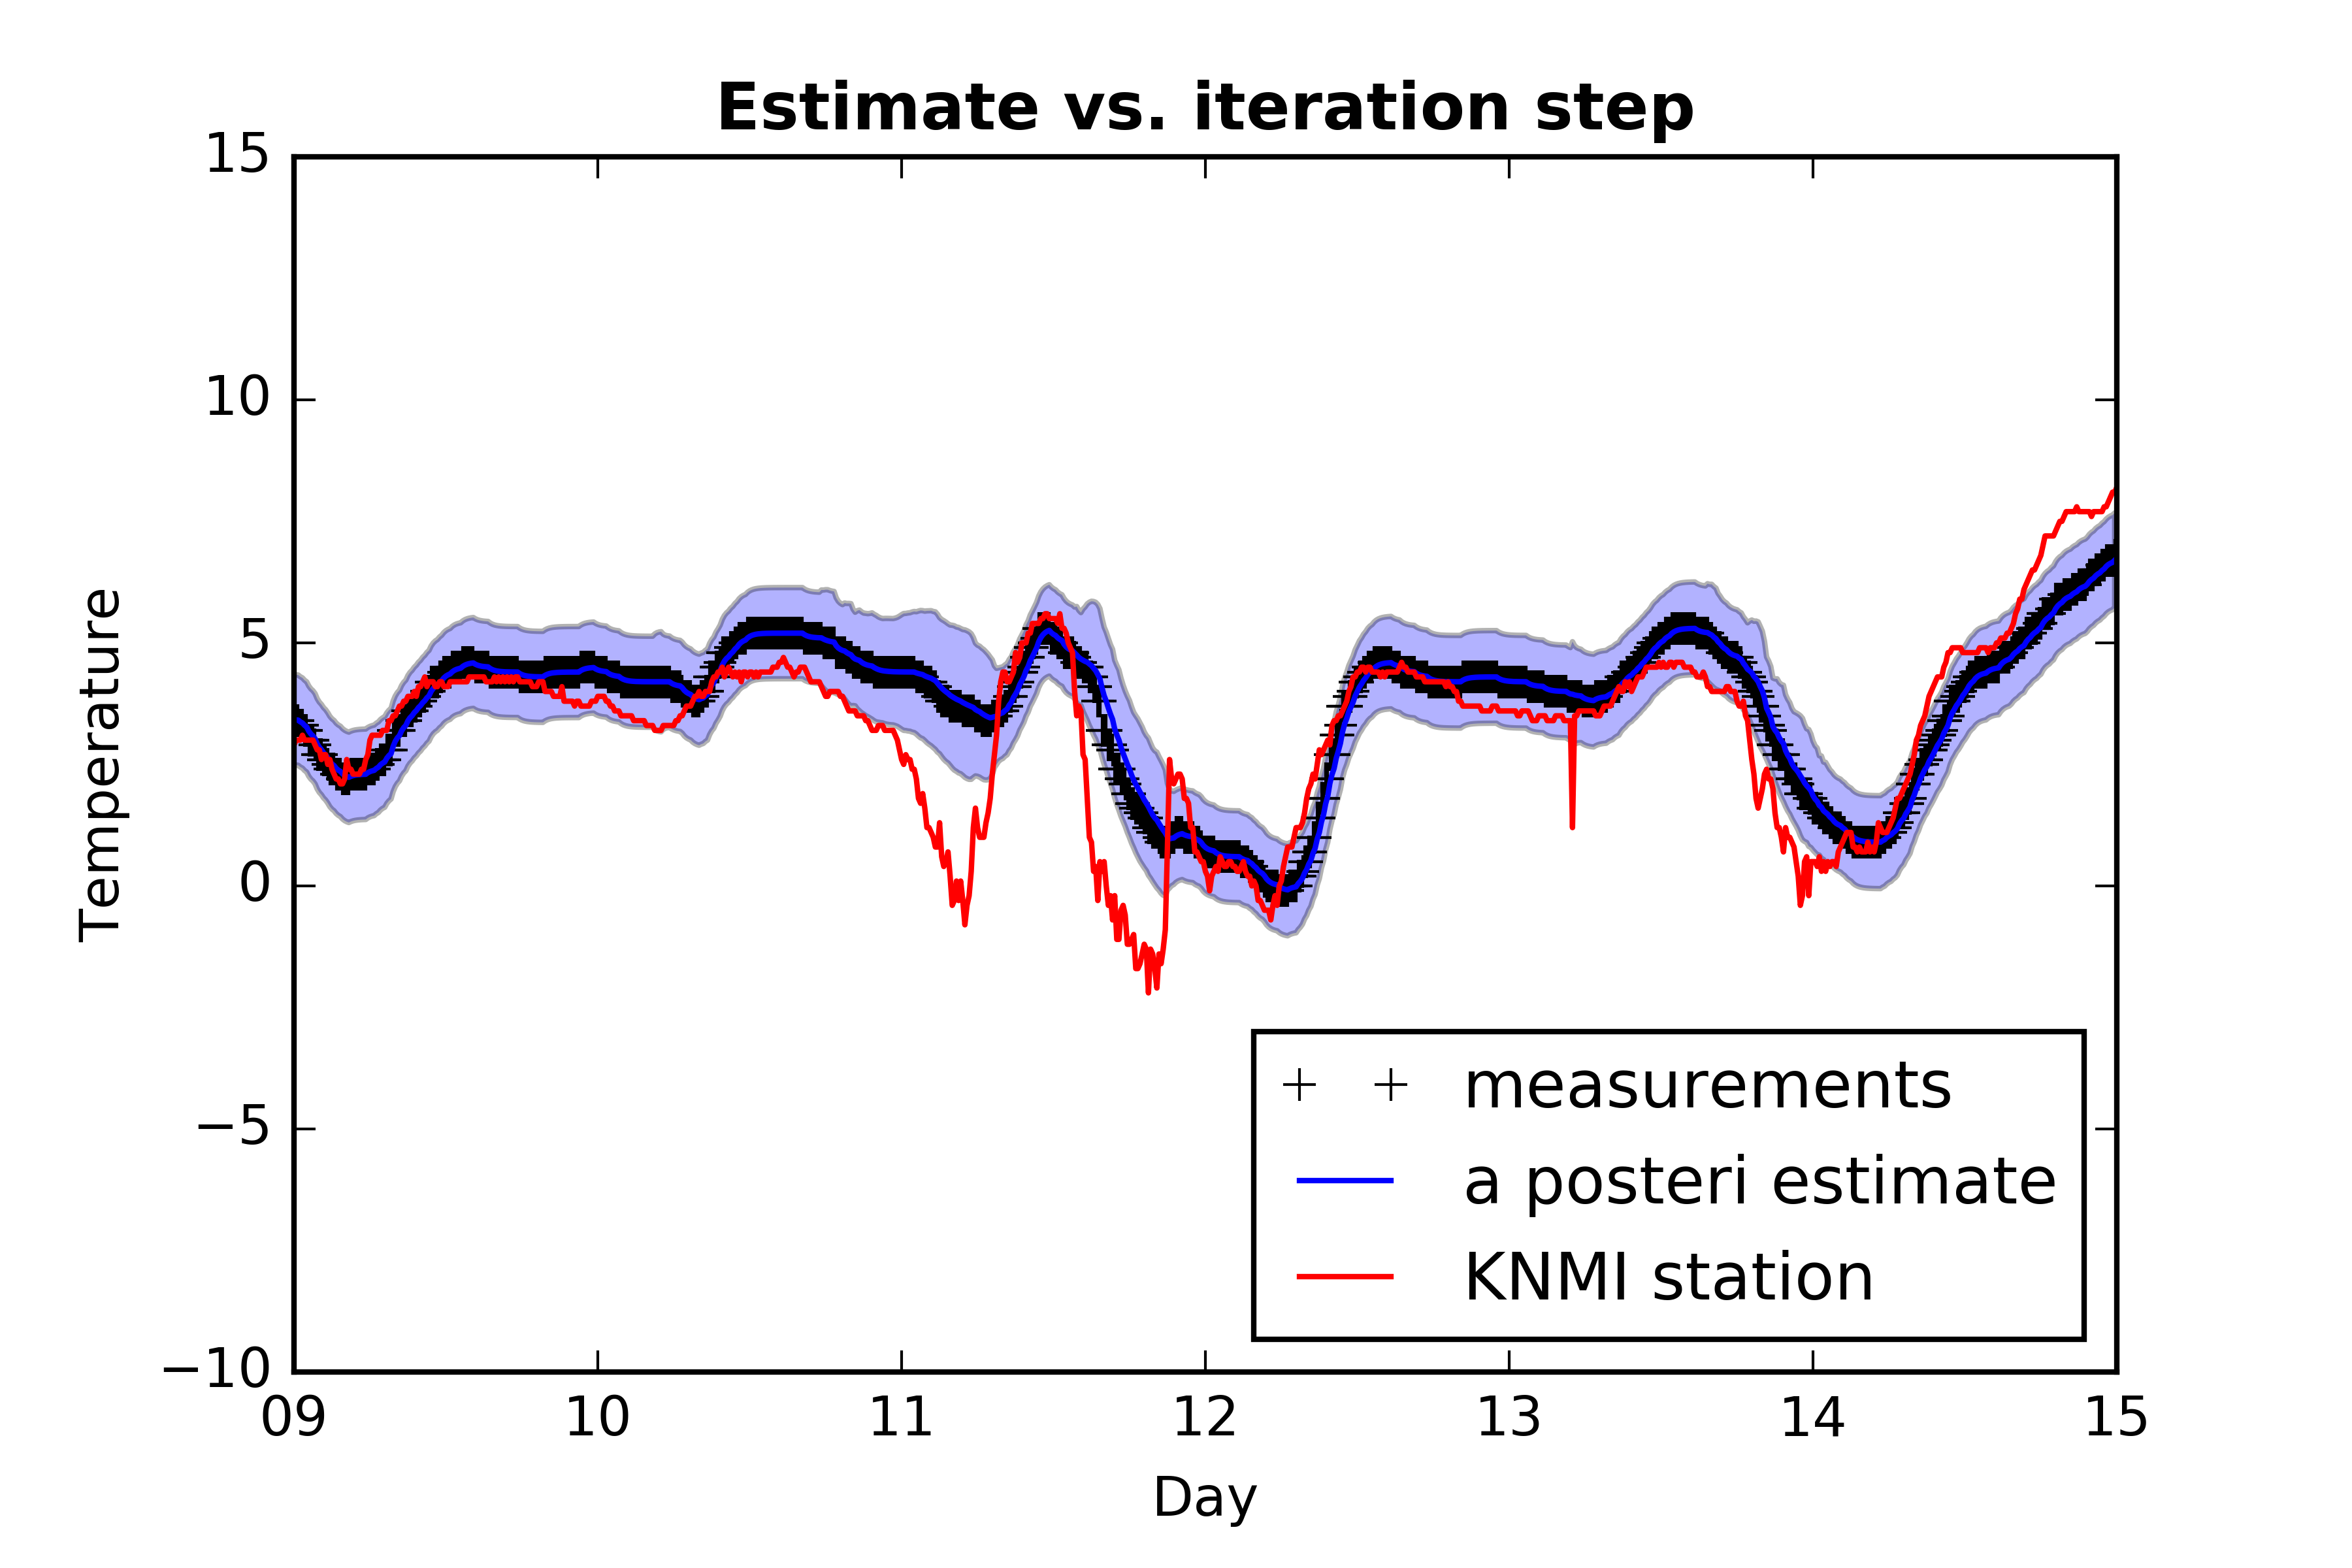 Estimate vs. iteration step
15
10
5
0
−5
−10
Temperature
09 10 11 12 13 14 15
Day
measurements
a posteri estimate
KNMI station